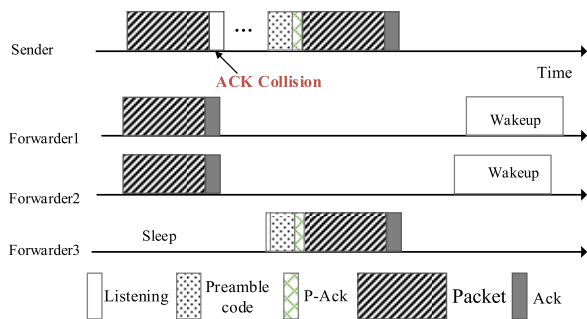 Sender
...
Time
ACK Collision
Forwarder1
Wakeup
Forwarder2
Wakeup
Forwarder3
Sleep
Listening
Preamble
code
P-Ack
Packet
Ack